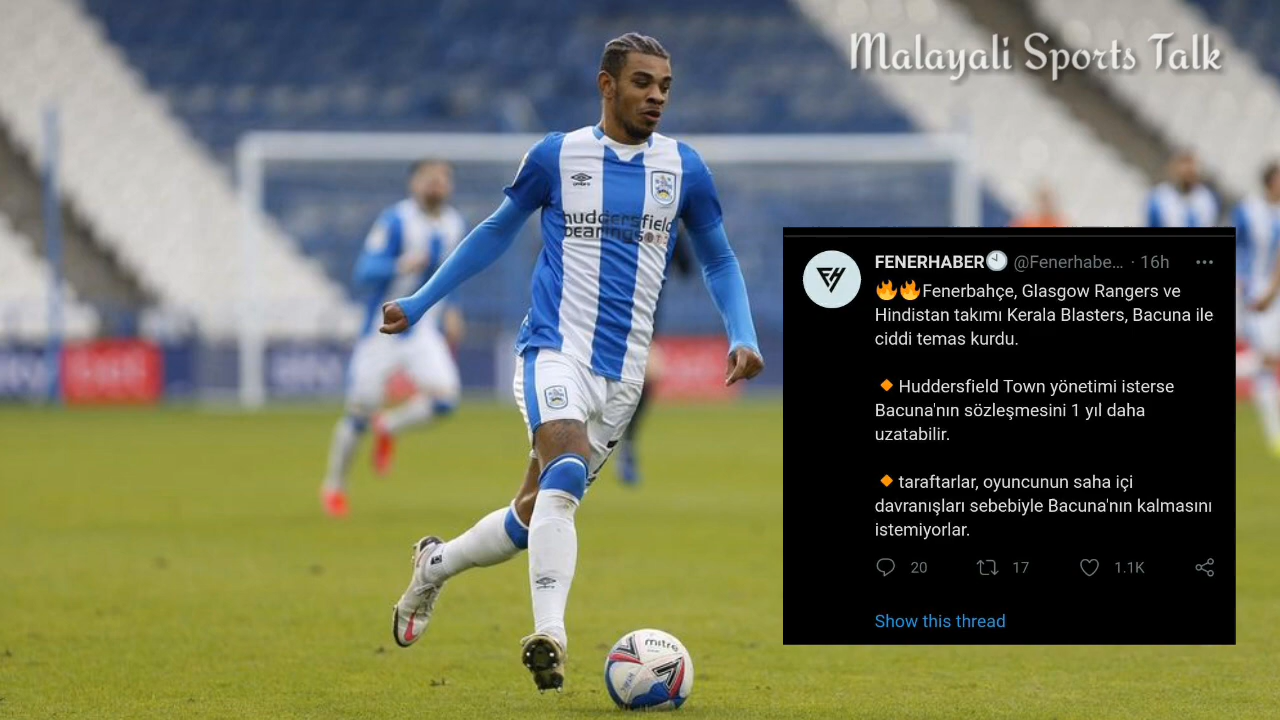 Malayali Sports Talk
huddersfield
bearings
FENERHABER🕙 @Fenerhabe... · 16h
🔥🔥Fenerbahçe, Glasgow Rangers ve
Hindistan takımı Kerala Blasters, Bacuna ile
ciddi temas kurdu.
🔸Huddersfield Town yönetimi isterse
Bacuna'nın sözleşmesini 1 yıl daha
uzatabilir.
🔸taraftarlar, oyuncunun saha içi
davranışları sebebiyle Bacuna'nın kalmasını
istemiyorlar.
20 17 1.1K
Show this thread
mitre